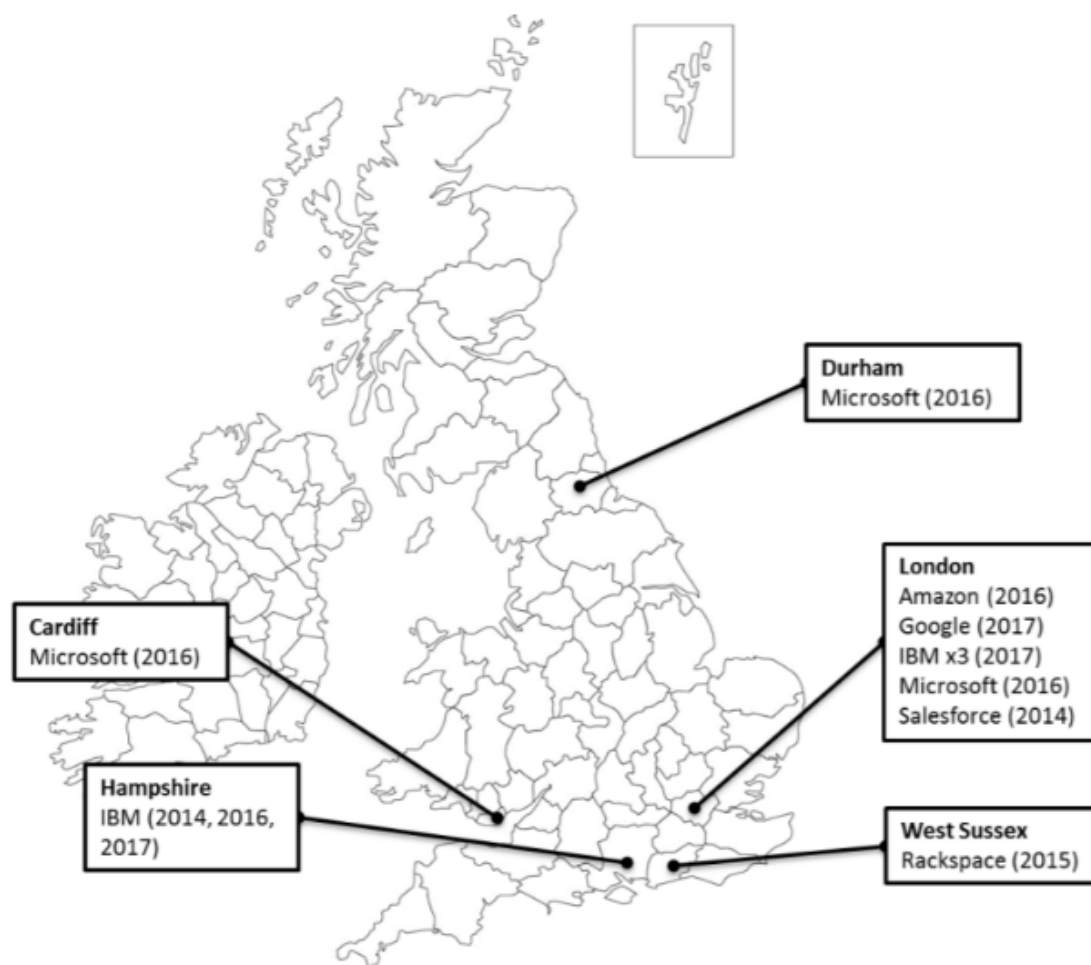 Durham
Microsoft (2016)
London
Amazon (2016)
Google (2017)
IBM x3 (2017)
Microsoft (2016)
Salesforce (2014)
Cardiff
Microsoft (2016)
Hampshire
IBM (2014, 2016,
2017)
West Sussex
Rackspace (2015)